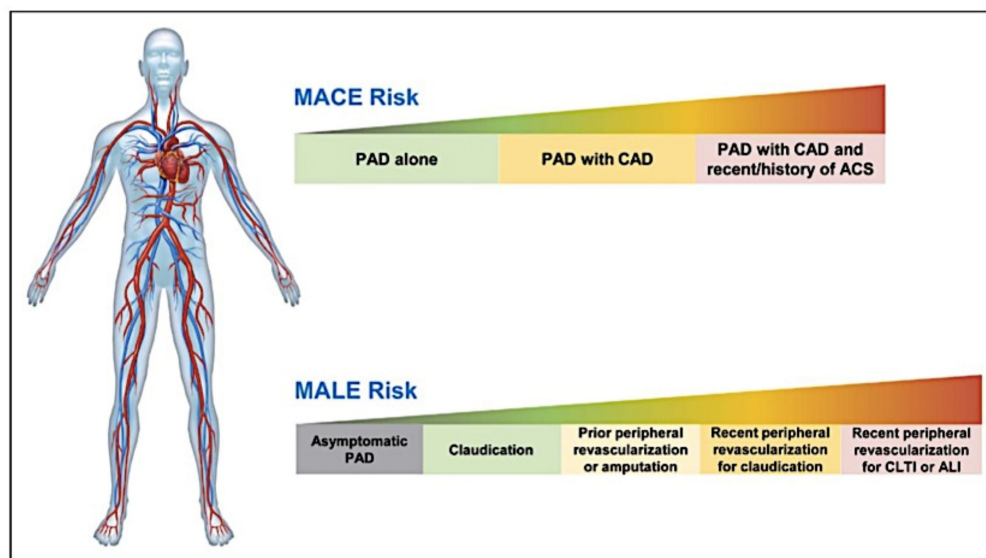 MACE Risk
PAD alone
PAD with CAD
PAD with CAD and
recent/history of ACS
MALE Risk
Asymptomatic
PAD
Claudication
Prior peripheral
revascularization
or amputation
Recent peripheral
revascularization
for claudication
Recent peripheral
revascularization
for CLTI or ALI